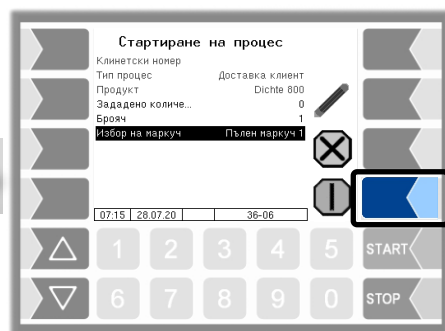 Стартиране на процес
Клинетски номер
Тип процес Доставка клиент
Продукт Dichte 800
Зададено количе... 0
Брояч 1
Избор на маркуч Пълен маркуч 1
07:15 28.07.20 36-06
1 2 3 4 5 START
6 7 8 9 0 STOP